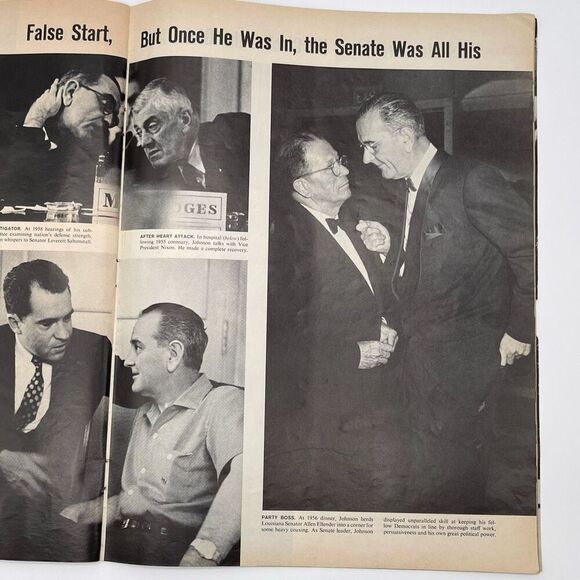 False Start, But Once He Was In, the Senate Was All His
DGES
TIGATOR. At 1958 hearings of his sub-
tee examining nation's defense strength,
n whispers to Senator Leverett Saltonstall.
AFTER HEART ATTACK. In hospital (below) fol-
lowing 1955 coronary, Johnson talks with Vice
President Nixon. He made a complete recovery.
PARTY BOSS. At 1956 dinner, Johnson herds
Louisiana Senator Allen Ellender into a corner for
some heavy coaxing. As Senate leader, Johnson
displayed unparalleled skill at keeping his fel-
low Democrats in line by thorough staff work,
persuasiveness and his own great political power.